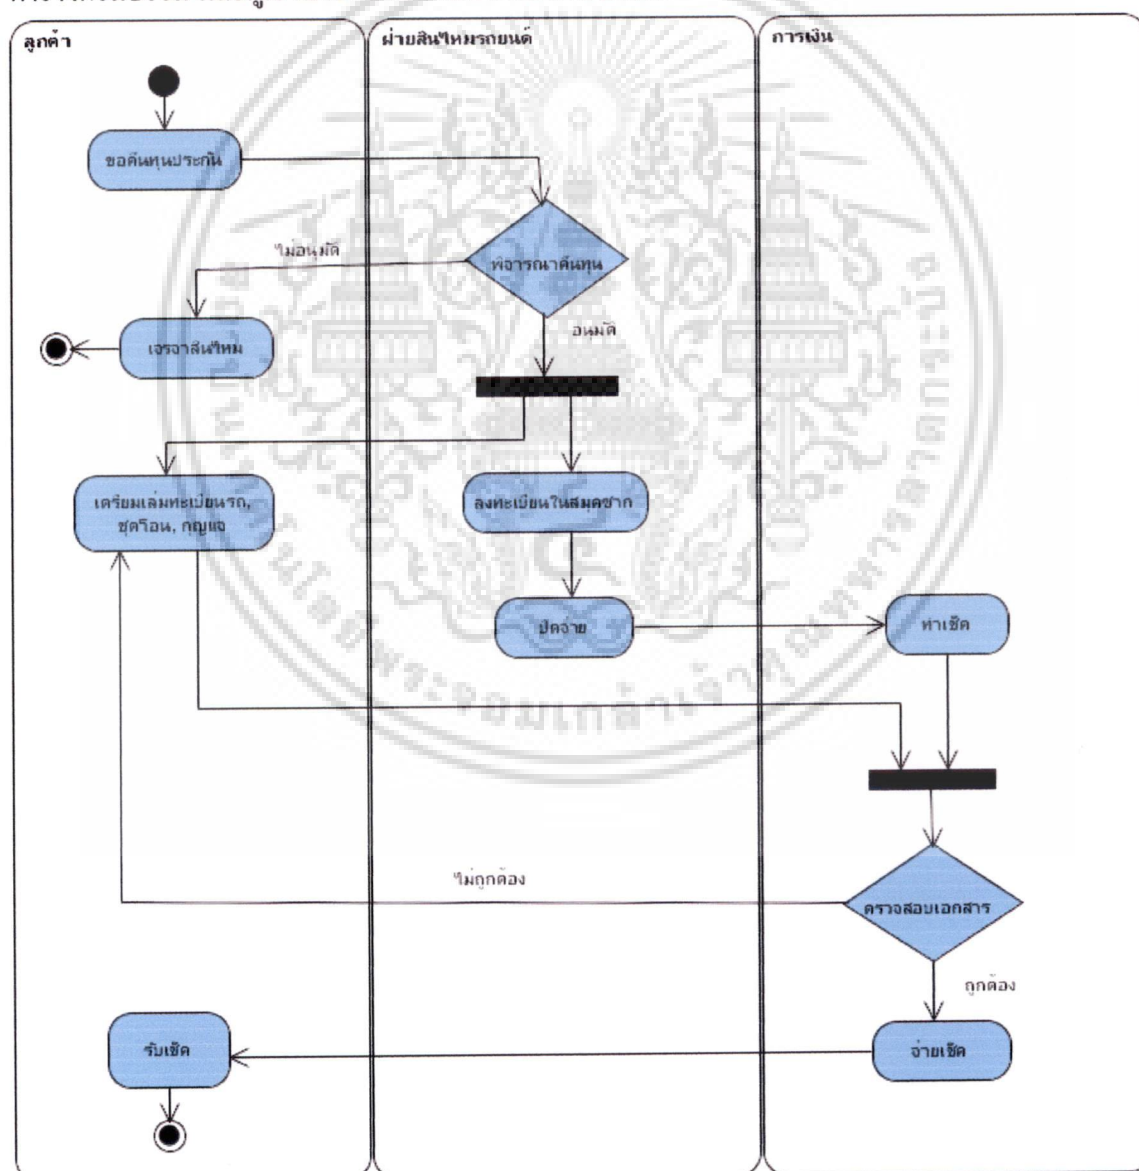 ลูกค้า
ฝ่ายสินไหมรถยนต์
การเงิน
ขอคืนทุนประกัน
ไม่อนุมัติ
พิจารณาคืนทุน
อนุมัติ
เจรจาสินไหม
เตรียมเล่มทะเบียนรถ,
ชุดโอน, กุญแจ
ลงทะเบียนในสมุดซาก
ปิดจ่าย
ทำเช็ค
ไม่ถูกต้อง
ตรวจสอบเอกสาร
ถูกต้อง
รับเช็ค
จ่ายเช็ค